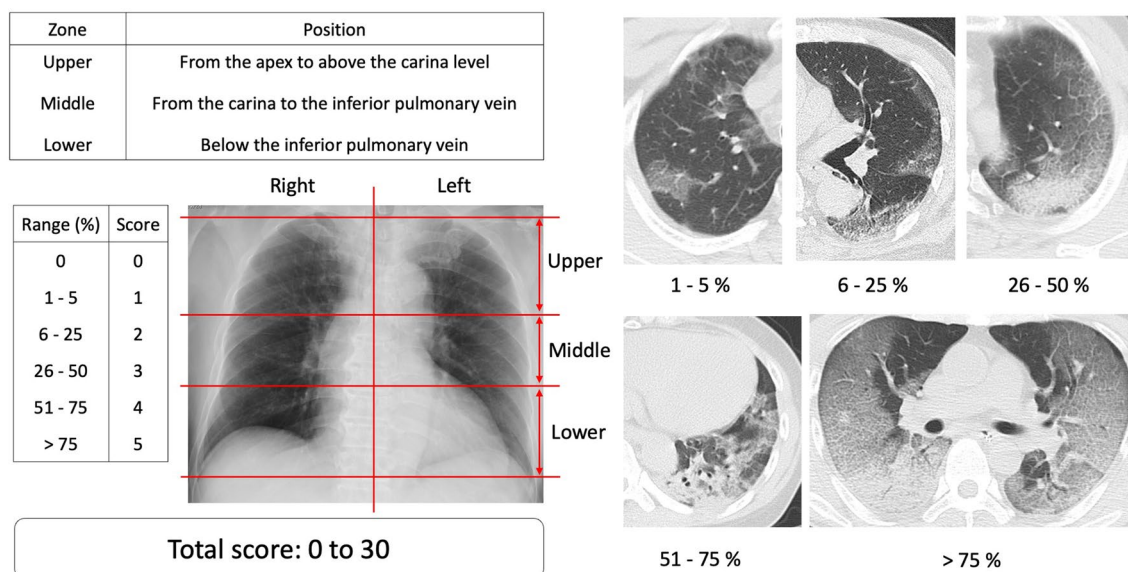 Zone Position
Upper From the apex to above the carina level
Middle From the carina to the inferior pulmonary vein
Lower Below the inferior pulmonary vein
Right Left
Range (%) Score
0 0
1 - 5 1
6 - 25 2
26 - 50 3
51 - 75 4
> 75 5
Upper
Middle
Lower
Total score: 0 to 30
1 - 5 %
6 - 25 %
26 - 50 %
51 - 75 %
> 75 %